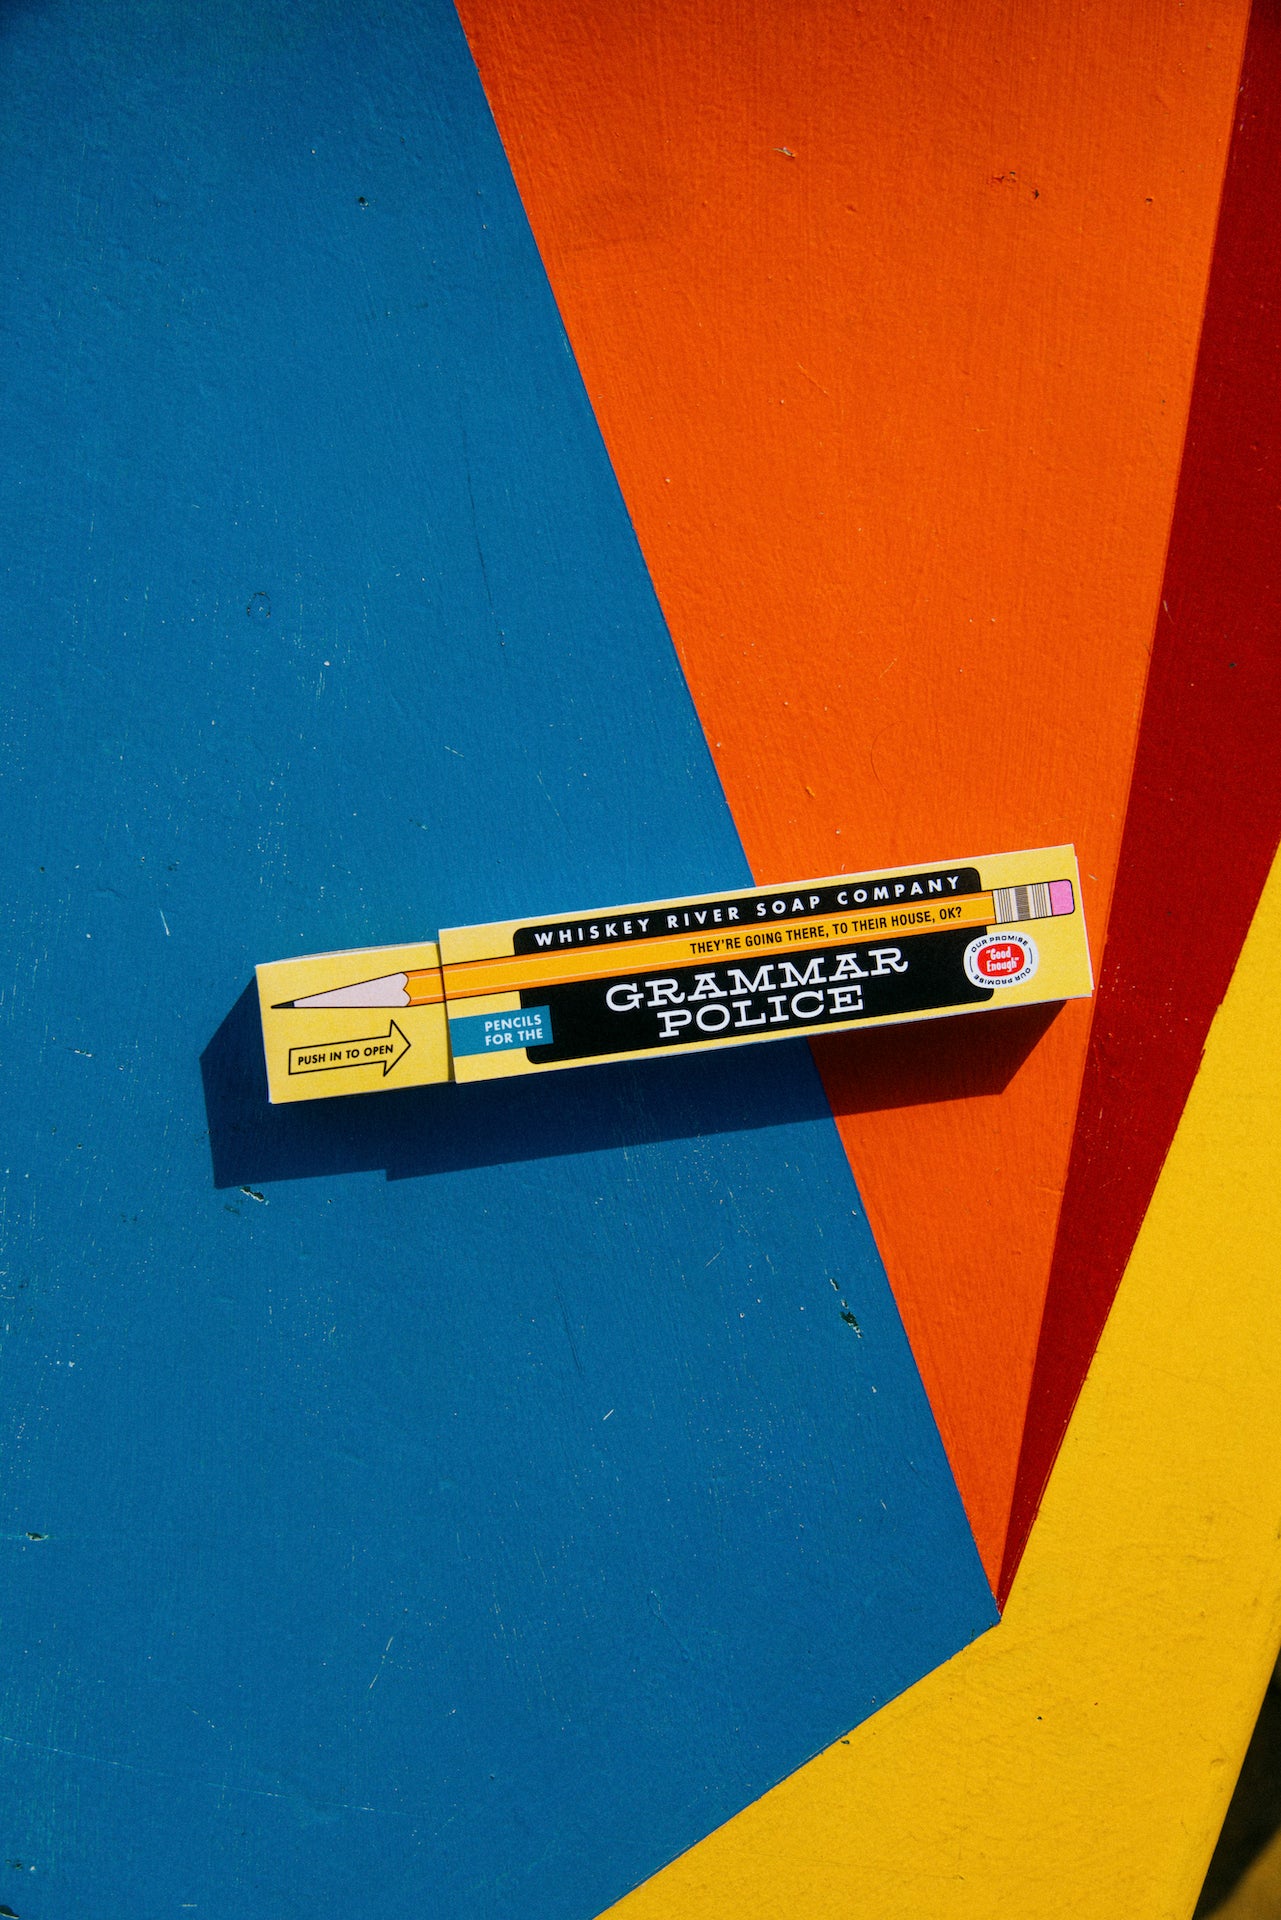 WHISKEY RIVER SOAP COMPANY
THEY'RE GOING THERE, TO THEIR HOUSE, OK?
PENCILS
FOR THE
GRAMMAR
POLICE
OUR PROMISE
"Good
Enough"
OUR PROMISE
PUSH IN TO OPEN